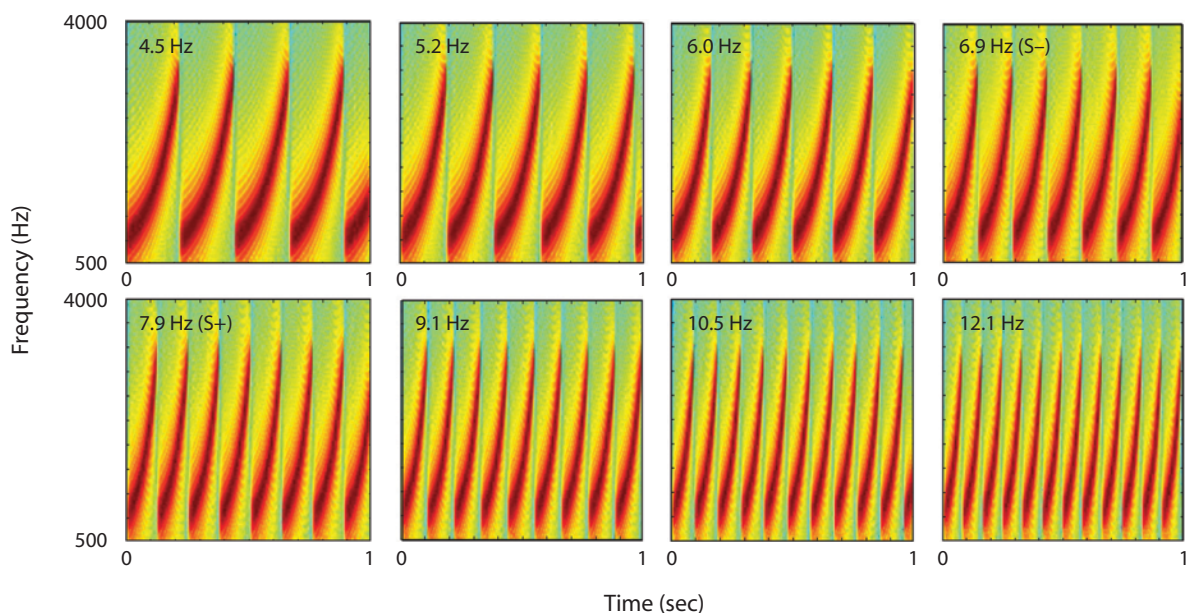 4000
4.5 Hz
5.2 Hz
6.0 Hz
6.9 Hz (S–)
500
0
1
0
1
0
1
0
1
Frequency (Hz)
4000
7.9 Hz (S+)
9.1 Hz
10.5 Hz
12.1 Hz
500
0
1
0
1
0
1
0
1
Time (sec)